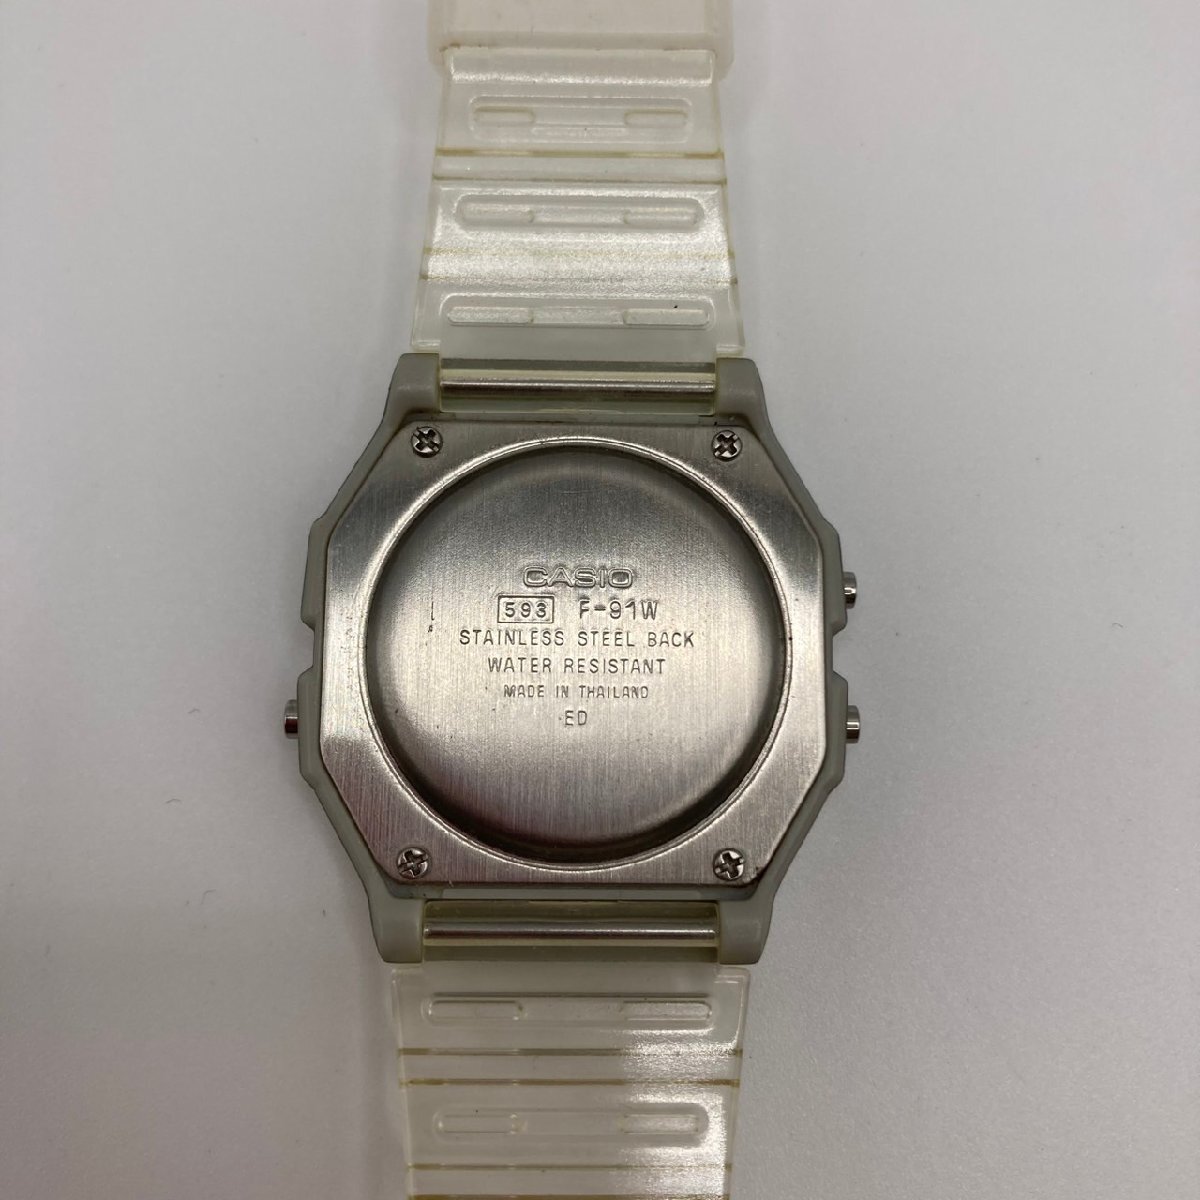 CASIO
593 F-91W
STAINLESS STEEL BACK
WATER RESISTANT
MADE IN THAILAND
ED